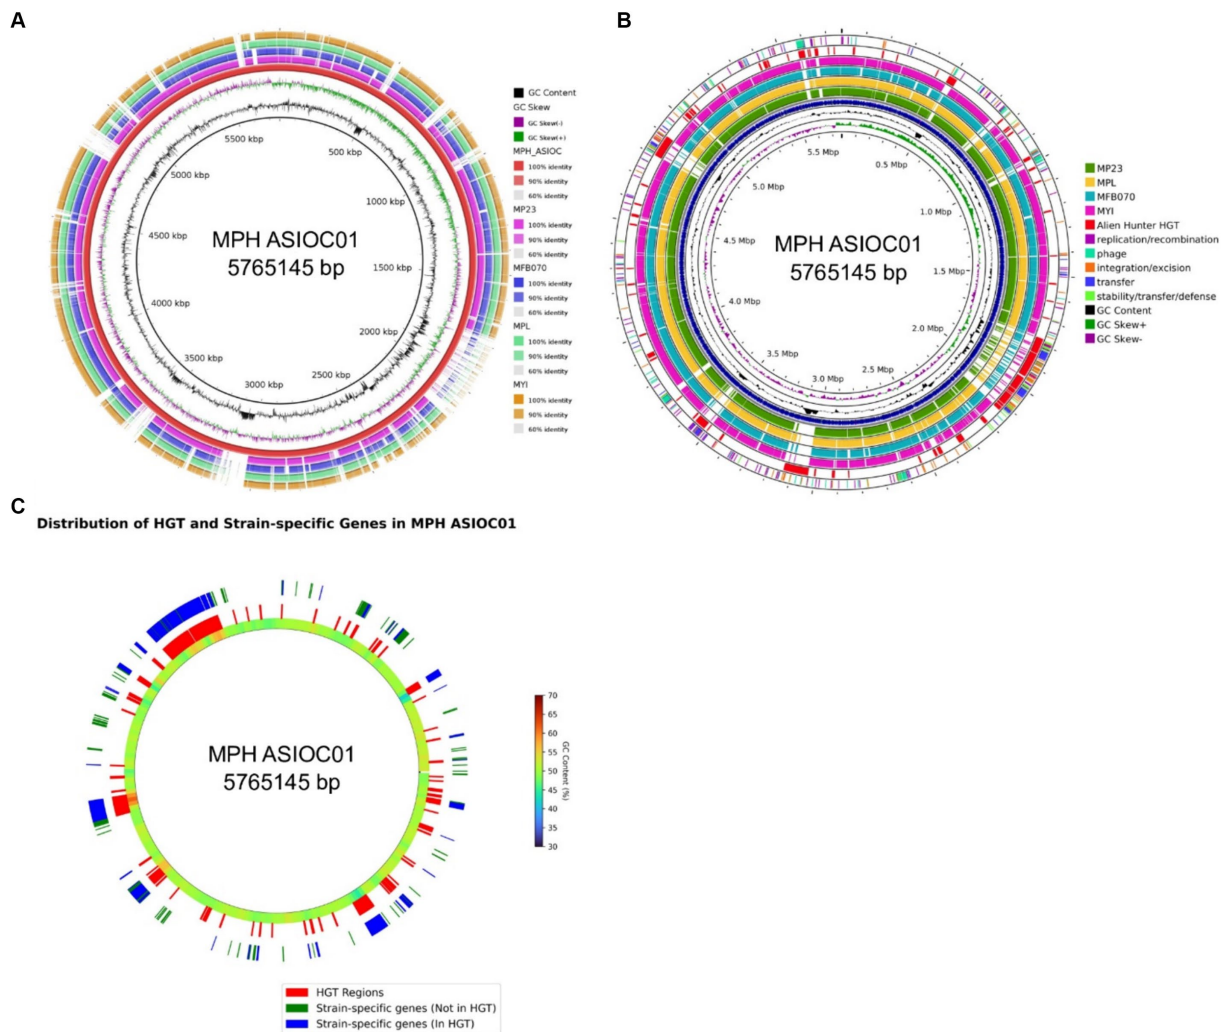 A
5500 kbp
500 kbp
5000 kbp
1000 kbp
4500 kbp
MPH ASIOC01
5765145 bp
1500 kbp
4000 kbp
2000 kbp
3500 kbp
2500 kbp
3000 kbp
GC Content
GC Skew
GC Skew(-)
GC Skew(+)
MPH_ASIOC
100% identity
90% identity
60% identity
MP23
100% identity
90% identity
60% identity
MFB070
100% identity
90% identity
60% identity
MPL
100% identity
90% identity
60% identity
MYI
100% identity
90% identity
60% identity
B
5.5 Mbp
0.5 Mbp
5.0 Mbp
1.0 Mbp
4.5 Mbp
MPH ASIOC01
5765145 bp
1.5 Mbp
4.0 Mbp
2.0 Mbp
3.5 Mbp
2.5 Mbp
3.0 Mbp
MP23
MPL
MFB070
MYI
Alien Hunter HGT
replication/recombination
phage
integration/excision
transfer
stability/transfer/defense
GC Content
GC Skew+
GC Skew-
C
Distribution of HGT and Strain-specific Genes in MPH ASIOC01
MPH ASIOC01
5765145 bp
70
65
60
55
50
45
40
35
30
GC Content (%)
HGT Regions
Strain-specific genes (Not in HGT)
Strain-specific genes (In HGT)